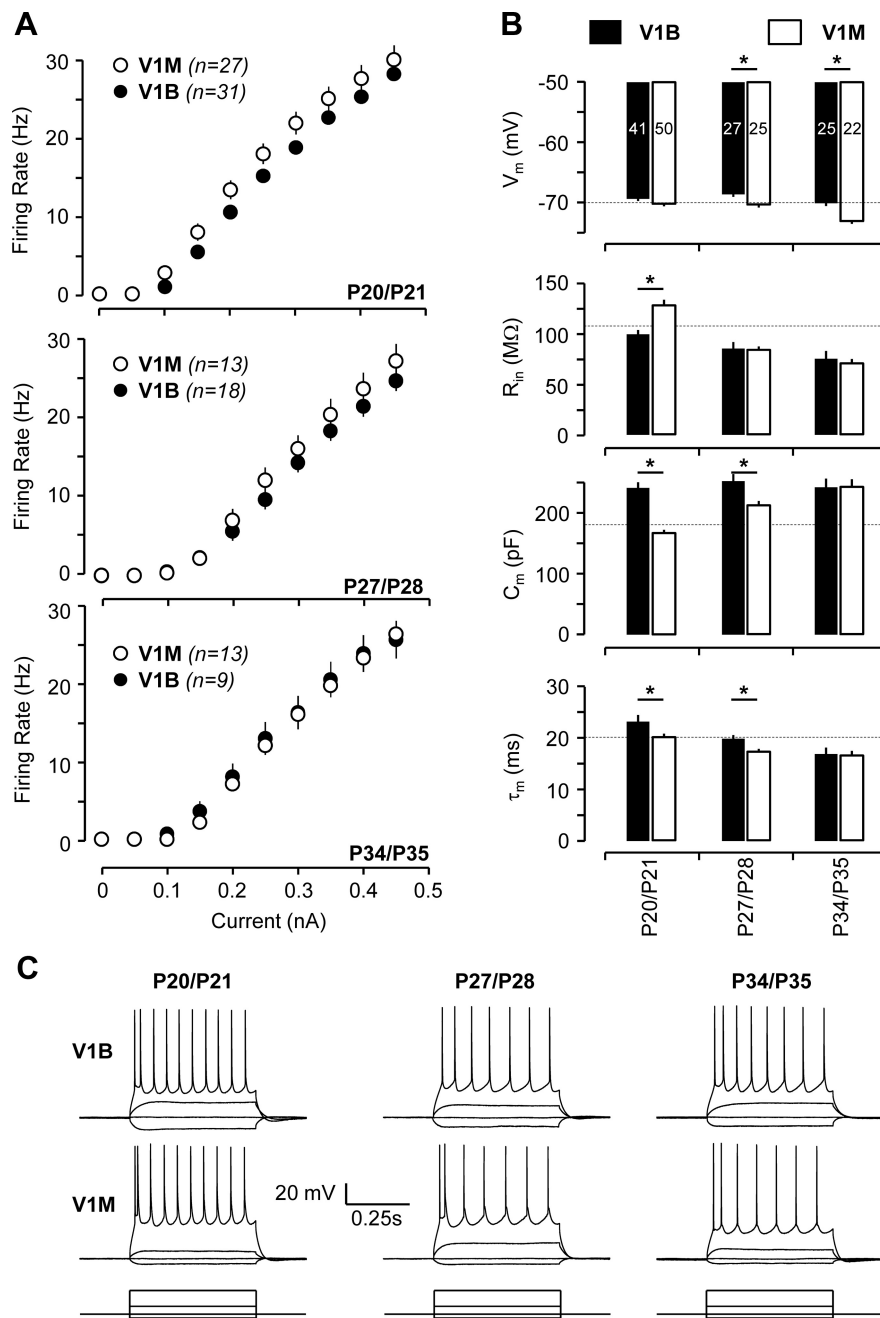 A
30
20
10
0
Firing Rate (Hz)
V1M (n=27)
V1B (n=31)
P20/P21
30
20
10
0
Firing Rate (Hz)
V1M (n=13)
V1B (n=18)
P27/P28
30
20
10
0
Firing Rate (Hz)
V1M (n=13)
V1B (n=9)
P34/P35
0 0.1 0.2 0.3 0.4 0.5
Current (nA)
B
V1B V1M
* *
-50
-60
-70
Vm (mV)
41 50 27 25 25 22
150
100
50
0
Rin (MΩ)
*
200
100
0
Cm (pF)
* *
30
20
10
0
τm (ms)
* *
P20/P21
P27/P28
P34/P35
C
P20/P21 P27/P28 P34/P35
V1B
V1M
20 mV
0.25s